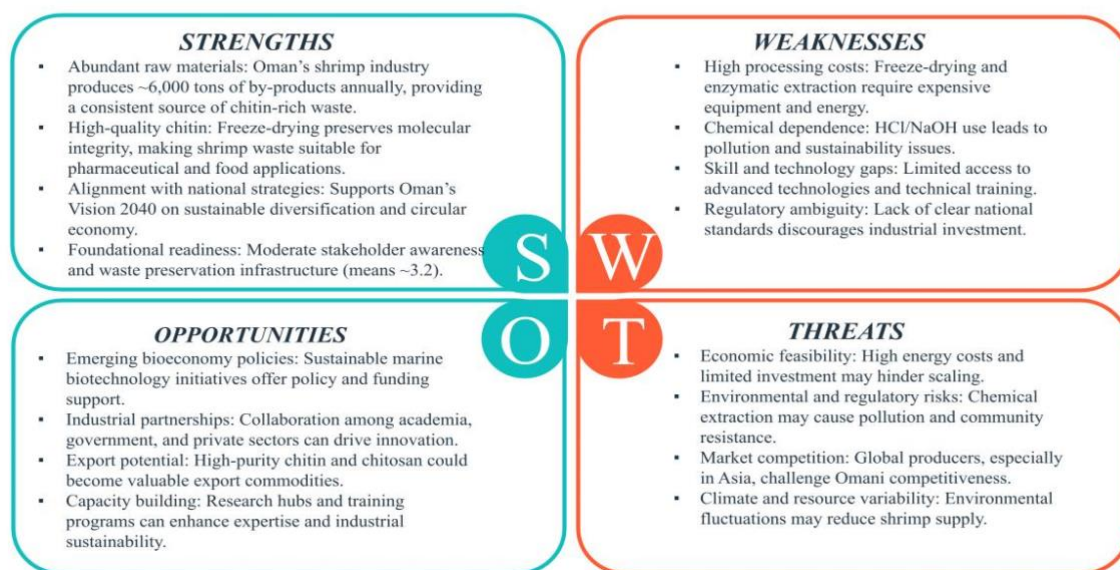 STRENGTHS
▪ Abundant raw materials: Oman's shrimp industry
produces ~6,000 tons of by-products annually, providing
a consistent source of chitin-rich waste.
▪ High-quality chitin: Freeze-drying preserves molecular
integrity, making shrimp waste suitable for
pharmaceutical and food applications.
▪ Alignment with national strategies: Supports Oman's
Vision 2040 on sustainable diversification and circular
economy.
▪ Foundational readiness: Moderate stakeholder awareness
and waste preservation infrastructure (means ~3.2).
WEAKNESSES
▪ High processing costs: Freeze-drying and
enzymatic extraction require expensive
equipment and energy.
▪ Chemical dependence: HCl/NaOH use leads to
pollution and sustainability issues.
▪ Skill and technology gaps: Limited access to
advanced technologies and technical training.
▪ Regulatory ambiguity: Lack of clear national
standards discourages industrial investment.
S
W
O
T
OPPORTUNITIES
▪ Emerging bioeconomy policies: Sustainable marine
biotechnology initiatives offer policy and funding
support.
▪ Industrial partnerships: Collaboration among academia,
government, and private sectors can drive innovation.
▪ Export potential: High-purity chitin and chitosan could
become valuable export commodities.
▪ Capacity building: Research hubs and training
programs can enhance expertise and industrial
sustainability.
THREATS
▪ Economic feasibility: High energy costs and
limited investment may hinder scaling.
▪ Environmental and regulatory risks: Chemical
extraction may cause pollution and community
resistance.
▪ Market competition: Global producers, especially
in Asia, challenge Omani competitiveness.
▪ Climate and resource variability: Environmental
fluctuations may reduce shrimp supply.